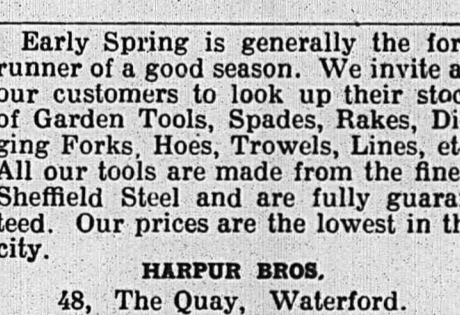 Early Spring is generally the for
runner of a good season. We invite a
our customers to look up their stoc
of Garden Tools, Spades, Rakes, Di
ging Forks, Hoes, Trowels, Lines, et
All our tools are made from the fine
Sheffield Steel and are fully guara
teed. Our prices are the lowest in th
city.
HARPUR BROS.
48, The Quay, Waterford.